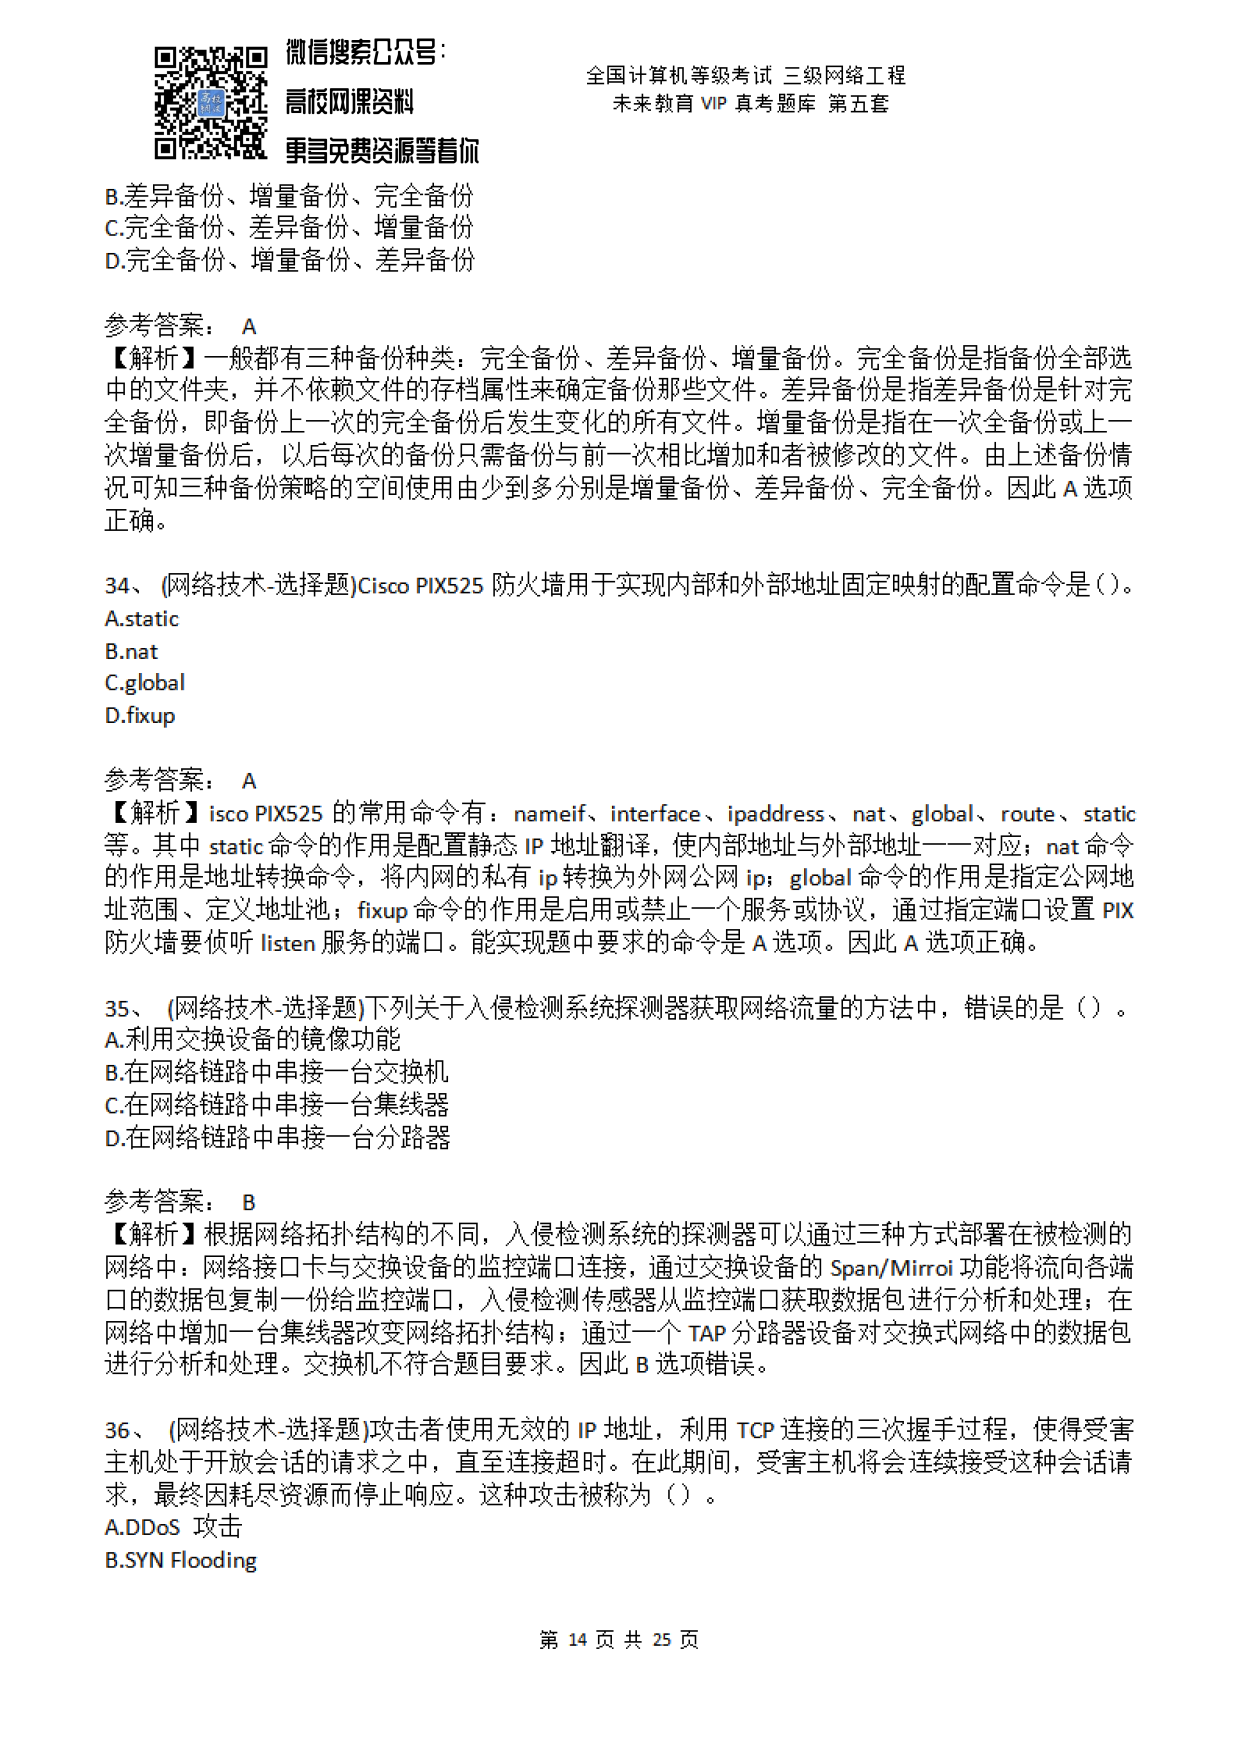 微信搜索公众号：
高校网课资料
更多免费资源等着你
全国计算机等级考试 三级网络工程
未来教育 VIP 真考题库 第五套
B.差异备份、增量备份、完全备份
C.完全备份、差异备份、增量备份
D.完全备份、增量备份、差异备份
参考答案： A
【解析】一般都有三种备份种类：完全备份、差异备份、增量备份。完全备份是指备份全部选
中的文件夹，并不依赖文件的存档属性来确定备份那些文件。差异备份是指差异备份是针对完
全备份，即备份上一次的完全备份后发生变化的所有文件。增量备份是指在一次全备份或上一
次增量备份后，以后每次的备份只需备份与前一次相比增加和者被修改的文件。由上述备份情
况可知三种备份策略的空间使用由少到多分别是增量备份、差异备份、完全备份。因此 A 选项
正确。
34、 (网络技术-选择题)Cisco PIX525 防火墙用于实现内部和外部地址固定映射的配置命令是（）。
A.static
B.nat
C.global
D.fixup
参考答案： A
【解析】isco PIX525 的常用命令有：nameif、interface、ipaddress、nat、global、route、static
等。其中 static 命令的作用是配置静态 IP 地址翻译，使内部地址与外部地址一一对应；nat 命令
的作用是地址转换命令，将内网的私有 ip 转换为外网公网 ip；global 命令的作用是指定公网地
址范围、定义地址池；fixup 命令的作用是启用或禁止一个服务或协议，通过指定端口设置 PIX
防火墙要侦听 listen 服务的端口。能实现题中要求的命令是 A 选项。因此 A 选项正确。
35、 (网络技术-选择题)下列关于入侵检测系统探测器获取网络流量的方法中，错误的是（）。
A.利用交换设备的镜像功能
B.在网络链路中串接一台交换机
C.在网络链路中串接一台集线器
D.在网络链路中串接一台分路器
参考答案： B
【解析】根据网络拓扑结构的不同，入侵检测系统的探测器可以通过三种方式部署在被检测的
网络中：网络接口卡与交换设备的监控端口连接，通过交换设备的 Span/Mirroi 功能将流向各端
口的数据包复制一份给监控端口，入侵检测传感器从监控端口获取数据包进行分析和处理；在
网络中增加一台集线器改变网络拓扑结构；通过一个 TAP 分路器设备对交换式网络中的数据包
进行分析和处理。交换机不符合题目要求。因此 B 选项错误。
36、 (网络技术-选择题)攻击者使用无效的 IP 地址，利用 TCP 连接的三次握手过程，使得受害
主机处于开放会话的请求之中，直至连接超时。在此期间，受害主机将会连续接受这种会话请
求，最终因耗尽资源而停止响应。这种攻击被称为（）。
A.DDoS 攻击
B.SYN Flooding
第 14 页 共 25 页